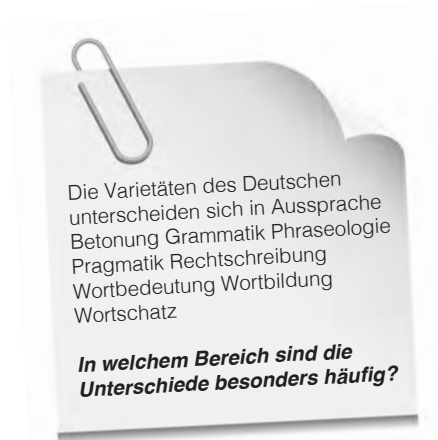 Die Varietäten des Deutschen
unterscheiden sich in Aussprache
Betonung Grammatik Phraseologie
Pragmatik Rechtschreibung
Wortbedeutung Wortbildung
Wortschatz
In welchem Bereich sind die
Unterschiede besonders häufig?